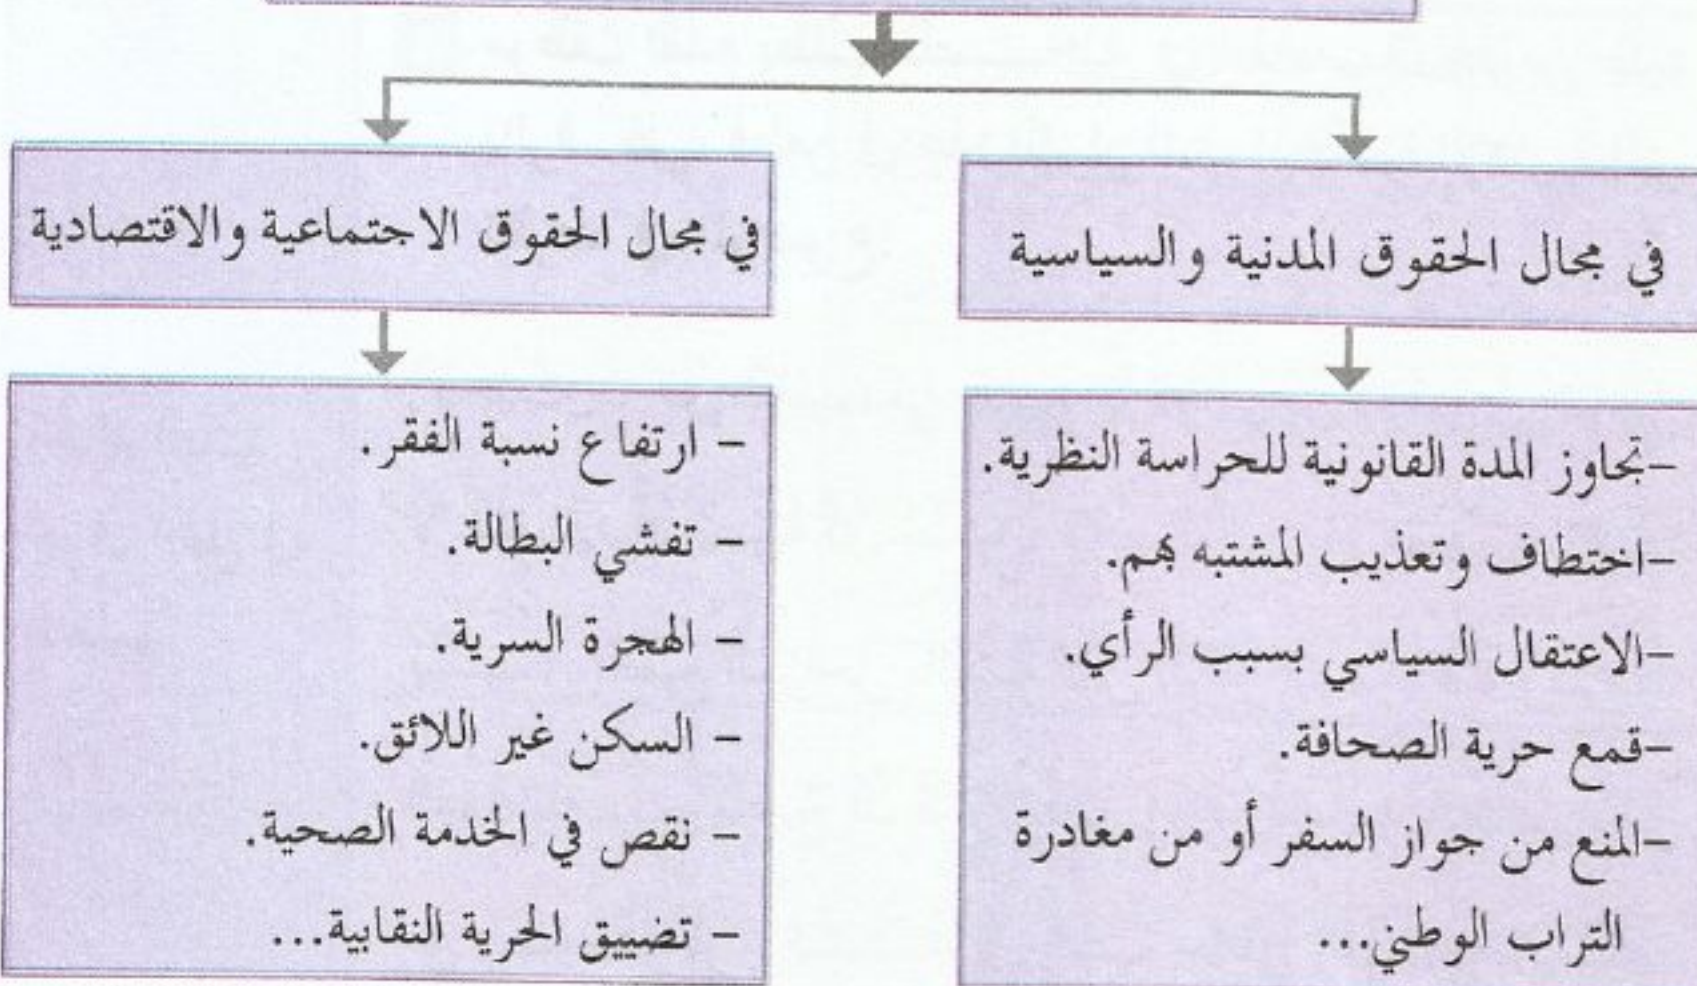 في مجال الحقوق المدنية والسياسية
-تجاوز المدة القانونية للحراسة النظرية.
-اختطاف وتعذيب المشتبه بهم.
-الاعتقال السياسي بسبب الرأي.
-قمع حرية الصحافة.
-المنع من جواز السفر أو من مغادرة
التراب الوطني...
في مجال الحقوق الاجتماعية والاقتصادية
- ارتفاع نسبة الفقر.
- تفشي البطالة.
- الهجرة السرية.
- السكن غير اللائق.
- نقص في الخدمة الصحية.
- تضييق الحرية النقابية...